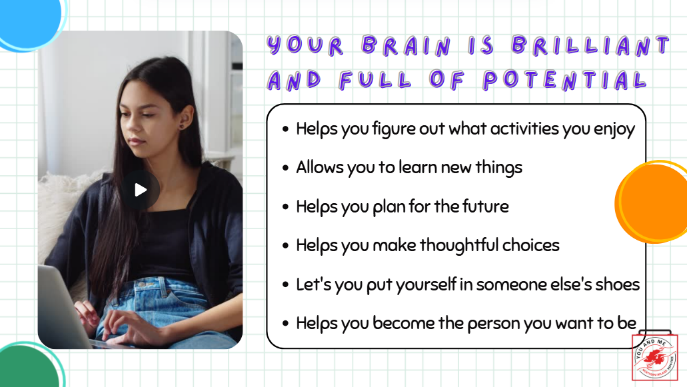 YOUR BRAIN IS BRILLIANT
AND FULL OF POTENTIAL
• Helps you figure out what activities you enjoy
• Allows you to learn new things
• Helps you plan for the future
• Helps you make thoughtful choices
• Let's you put yourself in someone else's shoes
• Helps you become the person you want to be
YOU AND ME